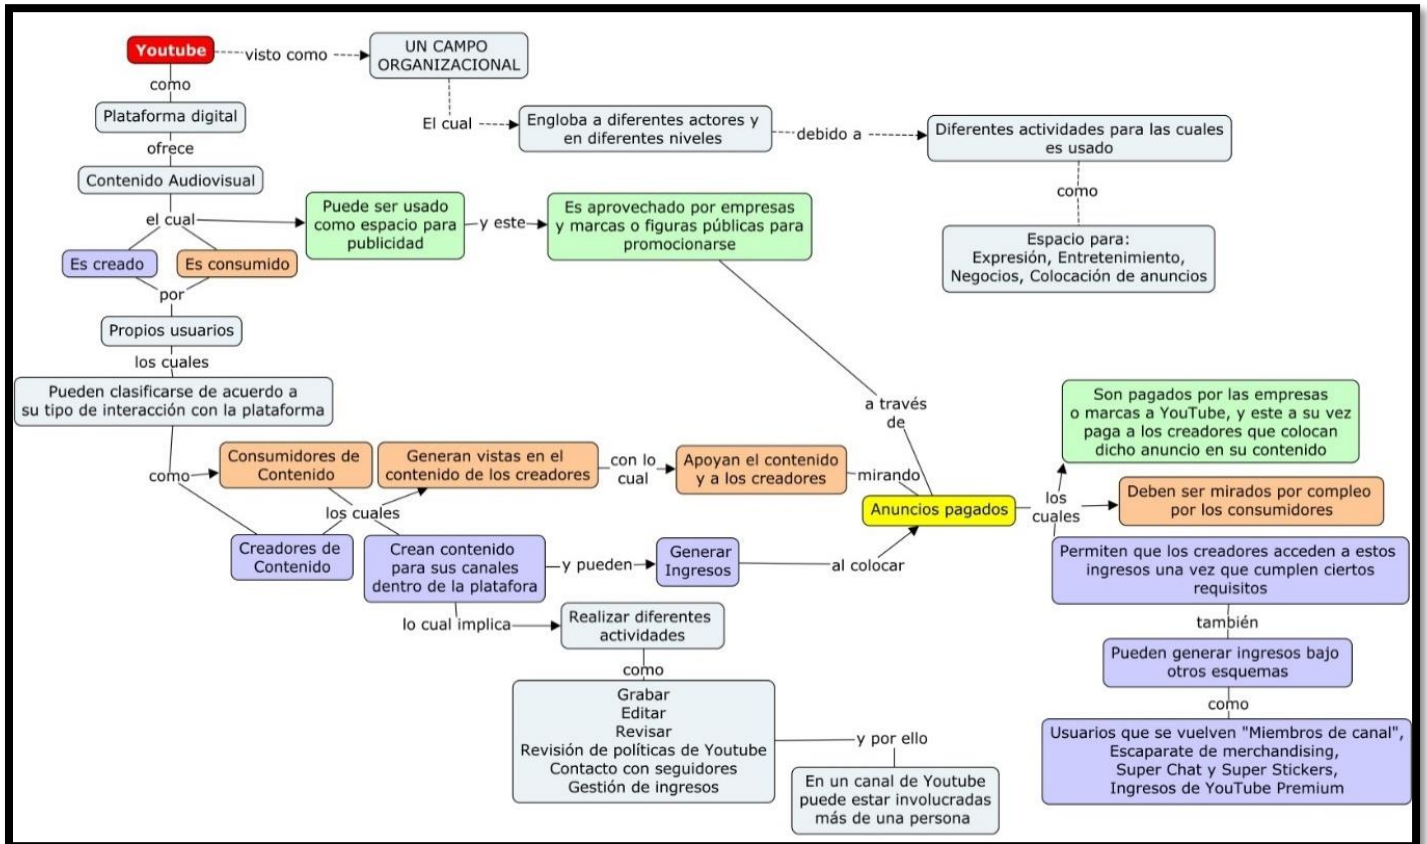 Youtube
visto como
UN CAMPO
ORGANIZACIONAL
como
Plataforma digital
El cual
Engloba a diferentes actores y
en diferentes niveles
debido a
Diferentes actividades para las cuales
es usado
ofrece
Contenido Audiovisual
como
Espacio para:
Expresión, Entretenimiento,
Negocios, Colocación de anuncios
el cual
Puede ser usado
como espacio para
publicidad
y este
Es aprovechado por empresas
y marcas o figuras públicas para
promocionarse
Es creado
Es consumido
por
Propios usuarios
los cuales
Pueden clasificarse de acuerdo a
su tipo de interacción con la plataforma
a través
de
como
Consumidores de
Contenido
Generan vistas en el
contenido de los creadores
con lo
cual
Apoyan el contenido
y a los creadores
mirando
Anuncios pagados
los
cuales
Son pagados por las empresas
o marcas a YouTube, y este a su vez
paga a los creadores que colocan
dicho anuncio en su contenido
Deben ser mirados por compleo
por los consumidores
los cuales
Creadores de
Contenido
Crean contenido
para sus canales
dentro de la platafora
y pueden
Generar
Ingresos
al colocar
Permiten que los creadores acceden a estos
ingresos una vez que cumplen ciertos
requisitos
lo cual implica
Realizar diferentes
actividades
también
Pueden generar ingresos bajo
otros esquemas
como
Grabar
Editar
Revisar
Revisión de políticas de Youtube
Contacto con seguidores
Gestión de ingresos
y por ello
En un canal de Youtube
puede estar involucradas
más de una persona
como
Usuarios que se vuelven "Miembros de canal",
Escaparate de merchandising,
Super Chat y Super Stickers,
Ingresos de YouTube Premium